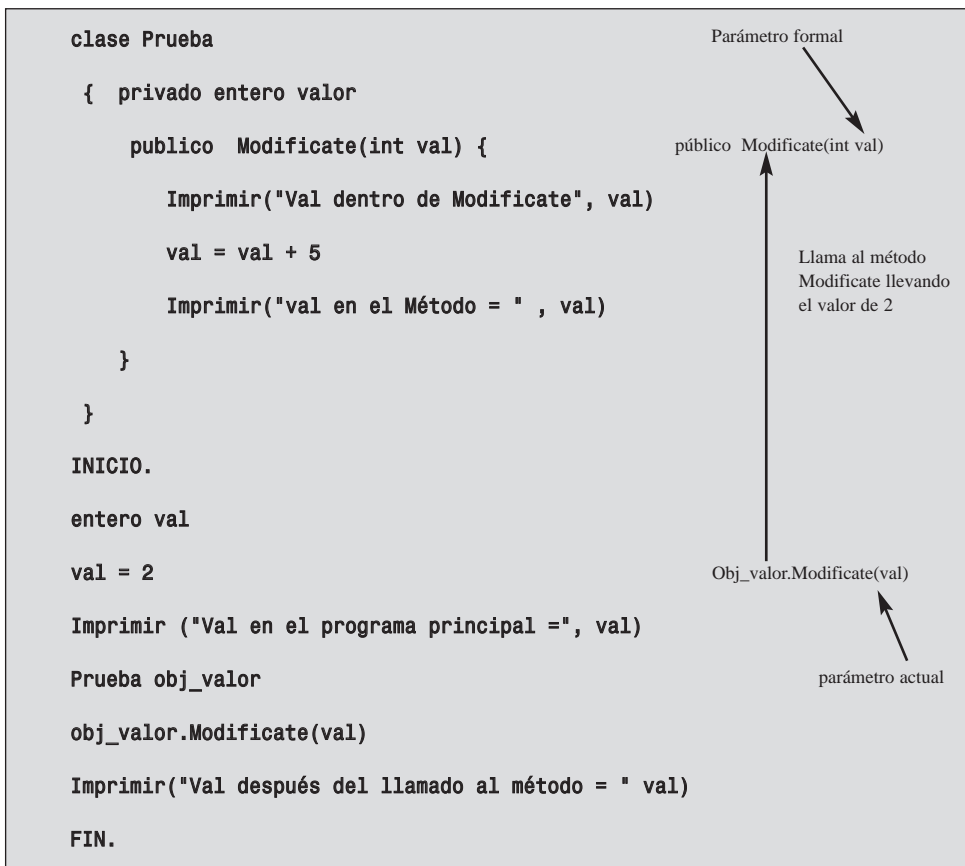 clase Prueba
{ privado entero valor
publico Modificate(int val) {
Imprimir("Val dentro de Modificate", val)
val = val + 5
Imprimir("val en el Método = " , val)
}
}
INICIO.
entero val
val = 2
Imprimir ("Val en el programa principal =", val)
Prueba obj_valor
obj_valor.Modificate(val)
Imprimir("Val después del llamado al método = " val)
FIN.
Parámetro formal
público Modificate(int val)
Llama al método
Modificate llevando
el valor de 2
Obj_valor.Modificate(val)
parámetro actual